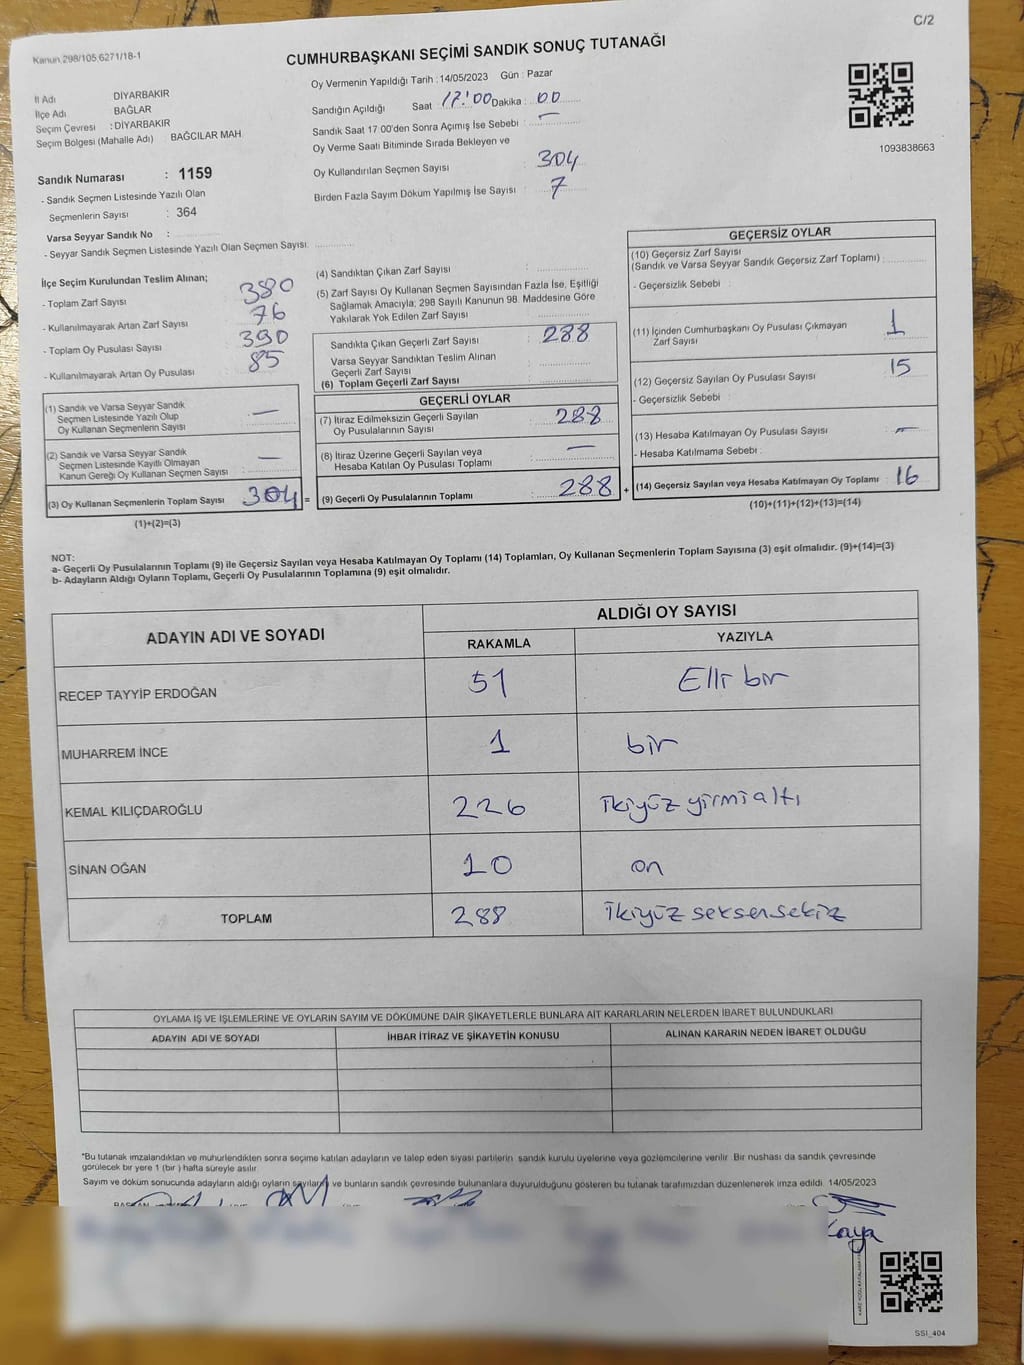 C/2
Kanun 298/105,6271/18-1
CUMHURBAŞKANI SEÇİMİ SANDIK SONUÇ TUTANAĞI
İl Adı DİYARBAKIR
İlçe Adı BAĞLAR
Seçim Çevresi : DİYARBAKIR
Seçim Bölgesi (Mahalle Adı) BAĞCILAR MAH.
Sandık Numarası : 1159
- Sandık Seçmen Listesinde Yazılı Olan
Seçmenlerin Sayısı : 364
Varsa Seyyar Sandık No :
- Seyyar Sandık Seçmen Listesinde Yazılı Olan Seçmen Sayısı:
Oy Vermenin Yapıldığı Tarih : 14/05/2023 Gün : Pazar
Sandığın Açıldığı Saat 17:00 Dakika : 00
Sandık Saat 17 00'den Sonra Açımış İse Sebebi : —
Oy Verme Saati Bitiminde Sırada Bekleyen ve
Oy Kullandırılan Seçmen Sayısı : 304
Birden Fazla Sayım Döküm Yapılmış İse Sayısı : 7
1093838663
İlçe Seçim Kurulundan Teslim Alınan;
- Toplam Zarf Sayısı 380
- Kullanılmayarak Artan Zarf Sayısı 76
- Toplam Oy Pusulası Sayısı 390
- Kullanılmayarak Artan Oy Pusulası 85
(1) Sandık ve Varsa Seyyar Sandık
Seçmen Listesinde Yazılı Olup
Oy Kullanan Seçmenlerin Sayısı : —
(2) Sandık ve Varsa Seyyar Sandık
Seçmen Listesinde Kayıtlı Olmayan
Kanun Gereği Oy Kullanan Seçmen Sayısı : —
(3) Oy Kullanan Seçmenlerin Toplam Sayısı 304 =
(1)+(2)=(3)
(4) Sandıktan Çıkan Zarf Sayısı :
(5) Zarf Sayısı Oy Kullanan Seçmen Sayısından Fazla İse, Eşitliği
Sağlamak Amacıyla; 298 Sayılı Kanunun 98. Maddesine Göre
Yakılarak Yok Edilen Zarf Sayısı :
Sandıkta Çıkan Geçerli Zarf Sayısı : 288
Varsa Seyyar Sandıktan Teslim Alınan
Geçerli Zarf Sayısı :
(6) Toplam Geçerli Zarf Sayısı :
GEÇERLİ OYLAR
(7) İtiraz Edilmeksizin Geçerli Sayılan
Oy Pusulalarının Sayısı : 288
(8) İtiraz Üzerine Geçerli Sayılan veya
Hesaba Katılan Oy Pusulası Toplamı : —
(9) Geçerli Oy Pusulalarının Toplamı : 288 +
GEÇERSİZ OYLAR
(10) Geçersiz Zarf Sayısı
(Sandık ve Varsa Seyyar Sandık Geçersiz Zarf Toplamı) :
- Geçersizlik Sebebi :
(11) İçinden Cumhurbaşkanı Oy Pusulası Çıkmayan
Zarf Sayısı : 1
(12) Geçersiz Sayılan Oy Pusulası Sayısı : 15
- Geçersizlik Sebebi :
(13) Hesaba Katılmayan Oy Pusulası Sayısı : —
- Hesaba Katılmama Sebebi :
(14) Geçersiz Sayılan veya Hesaba Katılmayan Oy Toplamı : 16
(10)+(11)+(12)+(13)=(14)
NOT:
a- Geçerli Oy Pusulalarının Toplamı (9) ile Geçersiz Sayılan veya Hesaba Katılmayan Oy Toplamı (14) Toplamları, Oy Kullanan Seçmenlerin Toplam Sayısına (3) eşit olmalıdır. (9)+(14)=(3)
b- Adayların Aldığı Oyların Toplamı, Geçerli Oy Pusulalarının Toplamına (9) eşit olmalıdır.
ADAYIN ADI VE SOYADI ALDIĞI OY SAYISI
RAKAMLA YAZIYLA
RECEP TAYYİP ERDOĞAN 51 Elli bir
MUHARREM İNCE 1 bir
KEMAL KILIÇDAROĞLU 226 ikiyüz yirmi altı
SİNAN OĞAN 10 on
TOPLAM 288 ikiyüz seksen sekiz
OYLAMA İŞ VE İŞLEMLERİNE VE OYLARIN SAYIM VE DÖKÜMÜNE DAİR ŞİKAYETLERLE BUNLARA AİT KARARLARIN NELERDEN İBARET BULUNDUKLARI
ADAYIN ADI VE SOYADI İHBAR İTİRAZ VE ŞİKAYETİN KONUSU ALINAN KARARIN NEDEN İBARET OLDUĞU
*Bu tutanak imzalandıktan ve mühürlendikten sonra seçime katılan adayların ve talep eden siyasi partilerin sandık kurulu üyelerine veya gözlemcilerine verilir. Bir nushası da sandık çevresinde
görülecek bir yere 1 (bir) hafta süreyle asılır.
Sayım ve döküm sonucunda adayların aldığı oyların sayıları ve bunların sandık çevresinde bulunanlara duyurulduğunu gösteren bu tutanak tarafımızdan düzenlenerek imza edildi. 14/05/2023
BAŞKAN
Kaya
SSI_404